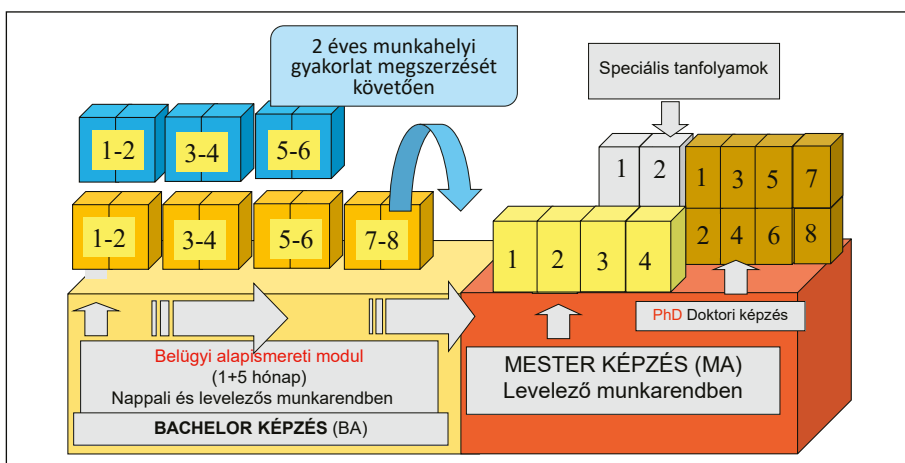 2 éves munkahelyi
gyakorlat megszerzését
követően
Speciális tanfolyamok
1-2
3-4
5-6
1-2
3-4
5-6
7-8
1
2
1
3
5
7
2
4
6
8
1
2
3
4
PhD Doktori képzés
Belügyi alapismereti modul
(1+5 hónap)
Nappali és levelezős munkarendben
BACHELOR KÉPZÉS (BA)
MESTER KÉPZÉS (MA)
Levelező munkarendben